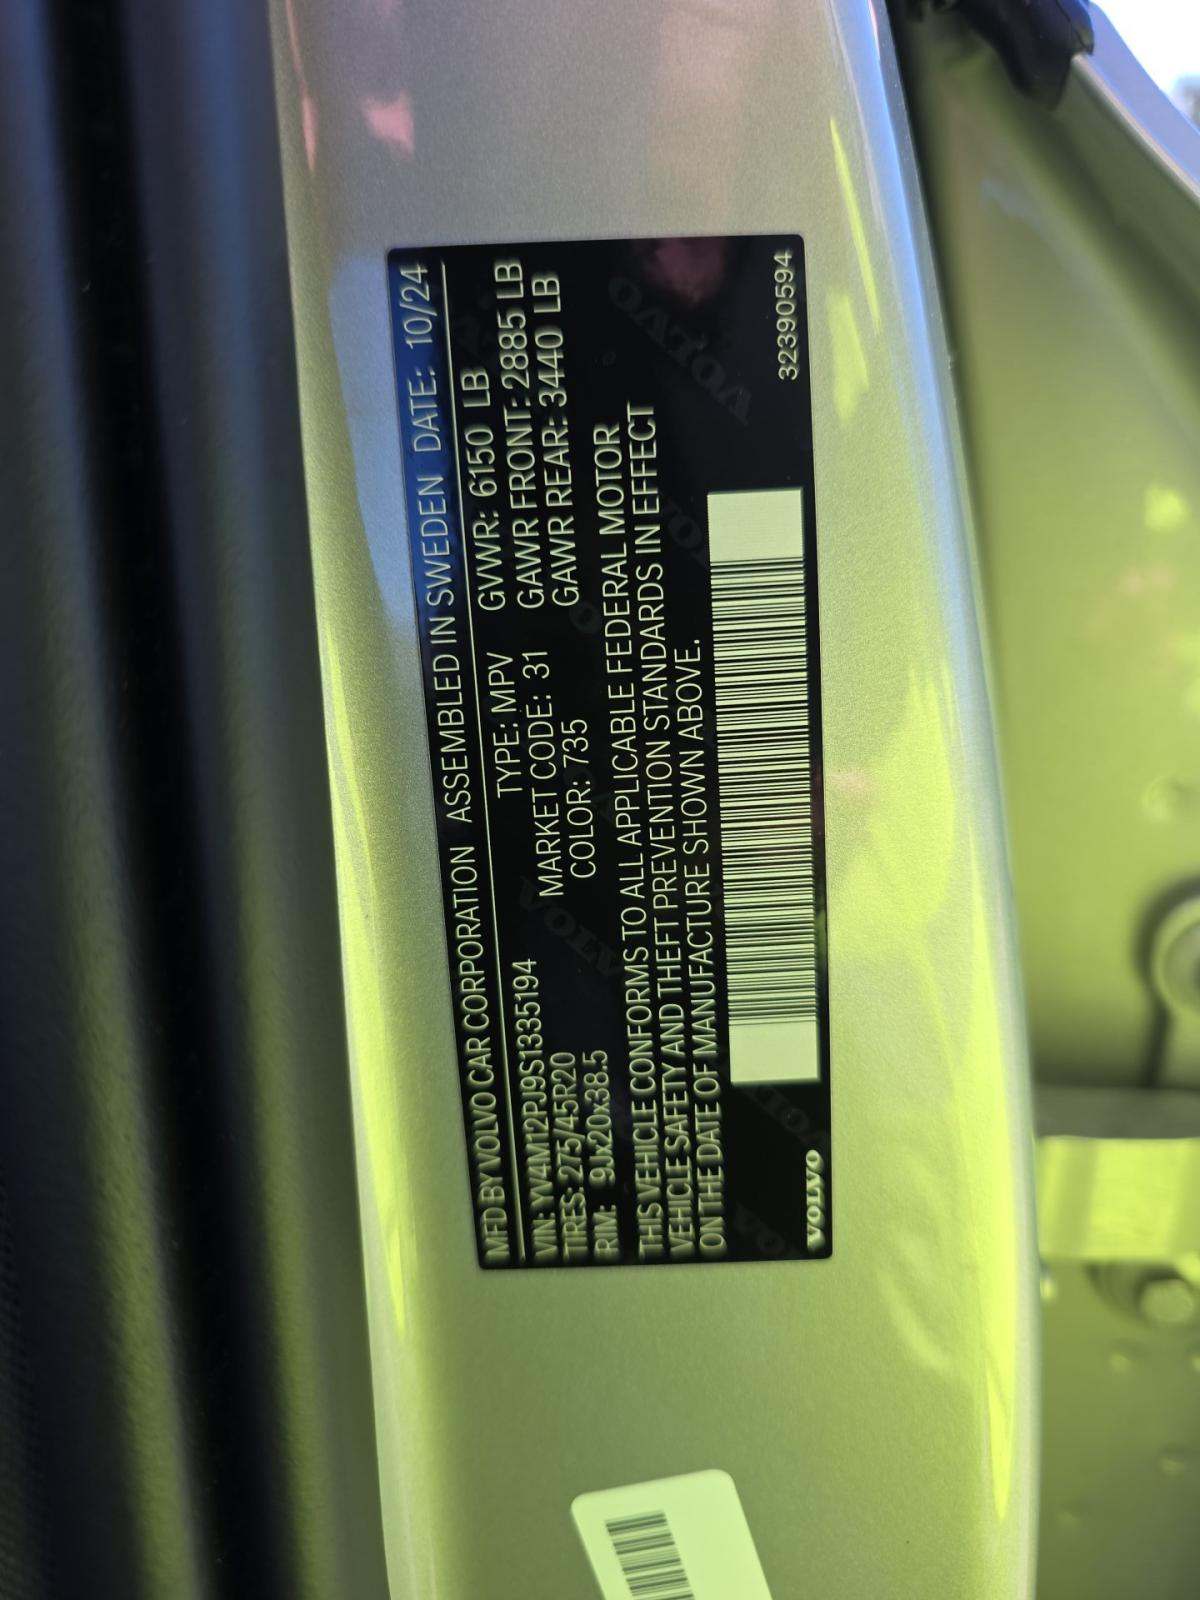 MFD BY VOLVO CAR CORPORATION ASSEMBLED IN SWEDEN DATE: 10/24
VIN: YV4M12PJ9S1335194 TYPE: MPV GVWR: 6150 LB
TIRES: 275/45R20 MARKET CODE: 31 GAWR FRONT: 2885 LB
RIM: 9Jx20x38.5 COLOR: 735 GAWR REAR: 3440 LB
THIS VEHICLE CONFORMS TO ALL APPLICABLE FEDERAL MOTOR
VEHICLE SAFETY AND THEFT PREVENTION STANDARDS IN EFFECT
ON THE DATE OF MANUFACTURE SHOWN ABOVE.
VOLVO 32390594